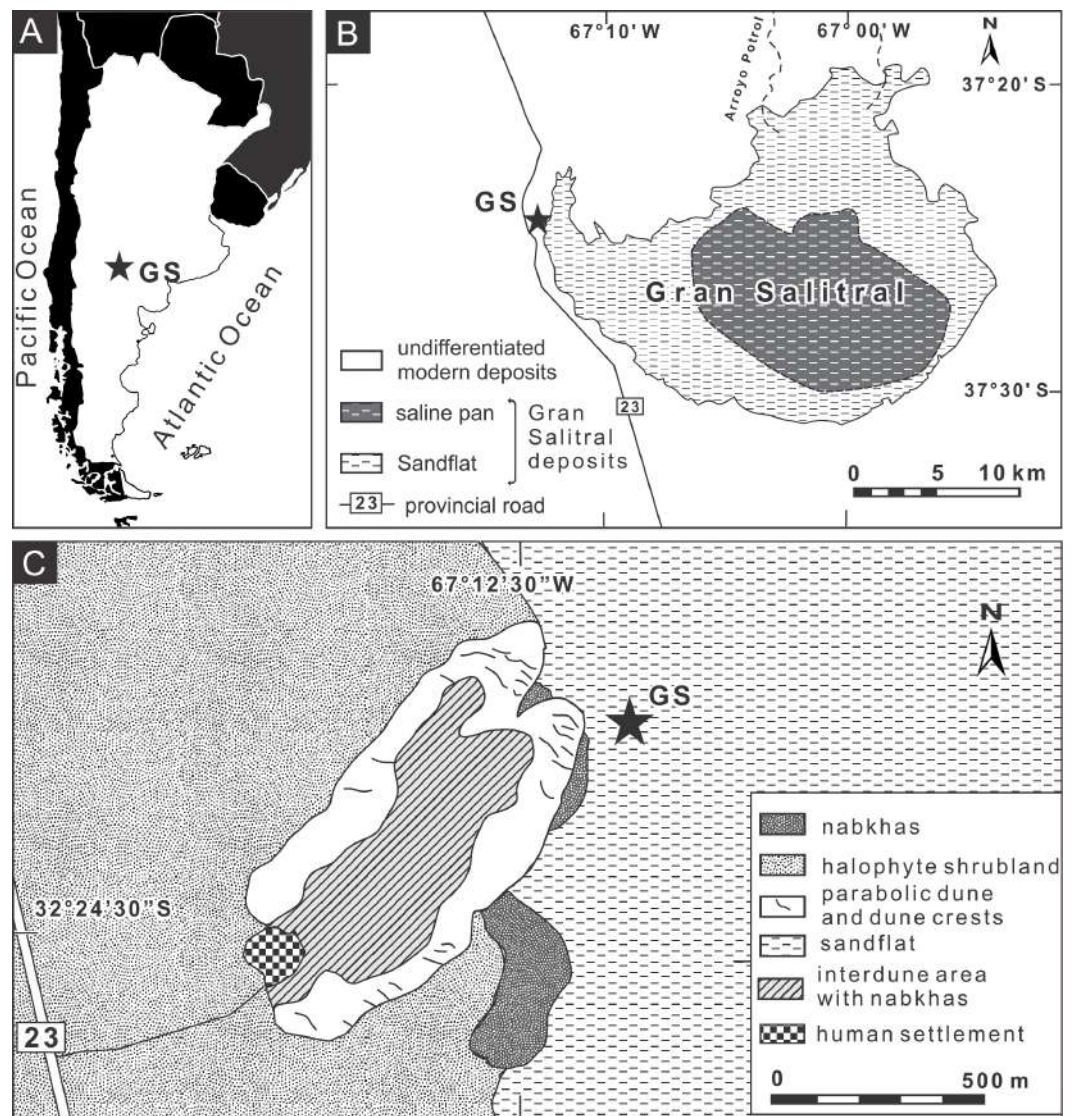 A
Pacific Ocean
GS
Atlantic Ocean
B
67°10' W
67°00' W
N
Arroyo Potrol
37°20' S
GS
Gran Salitral
undifferentiated
modern deposits
saline pan
Sandflat
Gran
Salitral
deposits
23
provincial road
23
37°30' S
0 5 10 km
C
67°12'30”W
N
GS
32°24'30”S
23
nabkhas
halophyte shrubland
parabolic dune
and dune crests
sandflat
interdune area
with nabkhas
human settlement
0 500 m